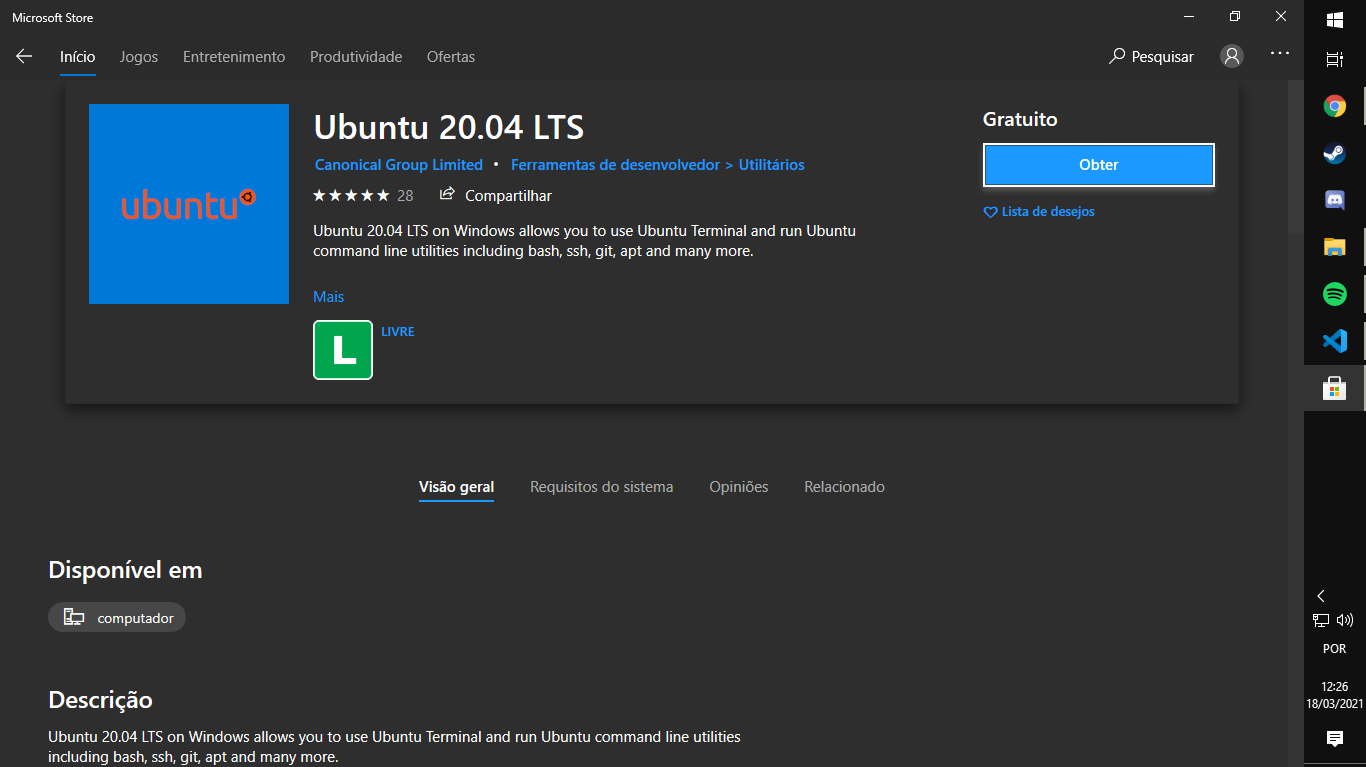 Microsoft Store
Início Jogos Entretenimento Produtividade Ofertas Pesquisar
ubuntu
Ubuntu 20.04 LTS
Canonical Group Limited • Ferramentas de desenvolvedor > Utilitários
28 Compartilhar
Ubuntu 20.04 LTS on Windows allows you to use Ubuntu Terminal and run Ubuntu
command line utilities including bash, ssh, git, apt and many more.
Mais
L LIVRE
Gratuito
Obter
Lista de desejos
Visão geral Requisitos do sistema Opiniões Relacionado
Disponível em
computador
Descrição
Ubuntu 20.04 LTS on Windows allows you to use Ubuntu Terminal and run Ubuntu command line utilities
including bash, ssh, git, apt and many more.
POR
12:26
18/03/2021